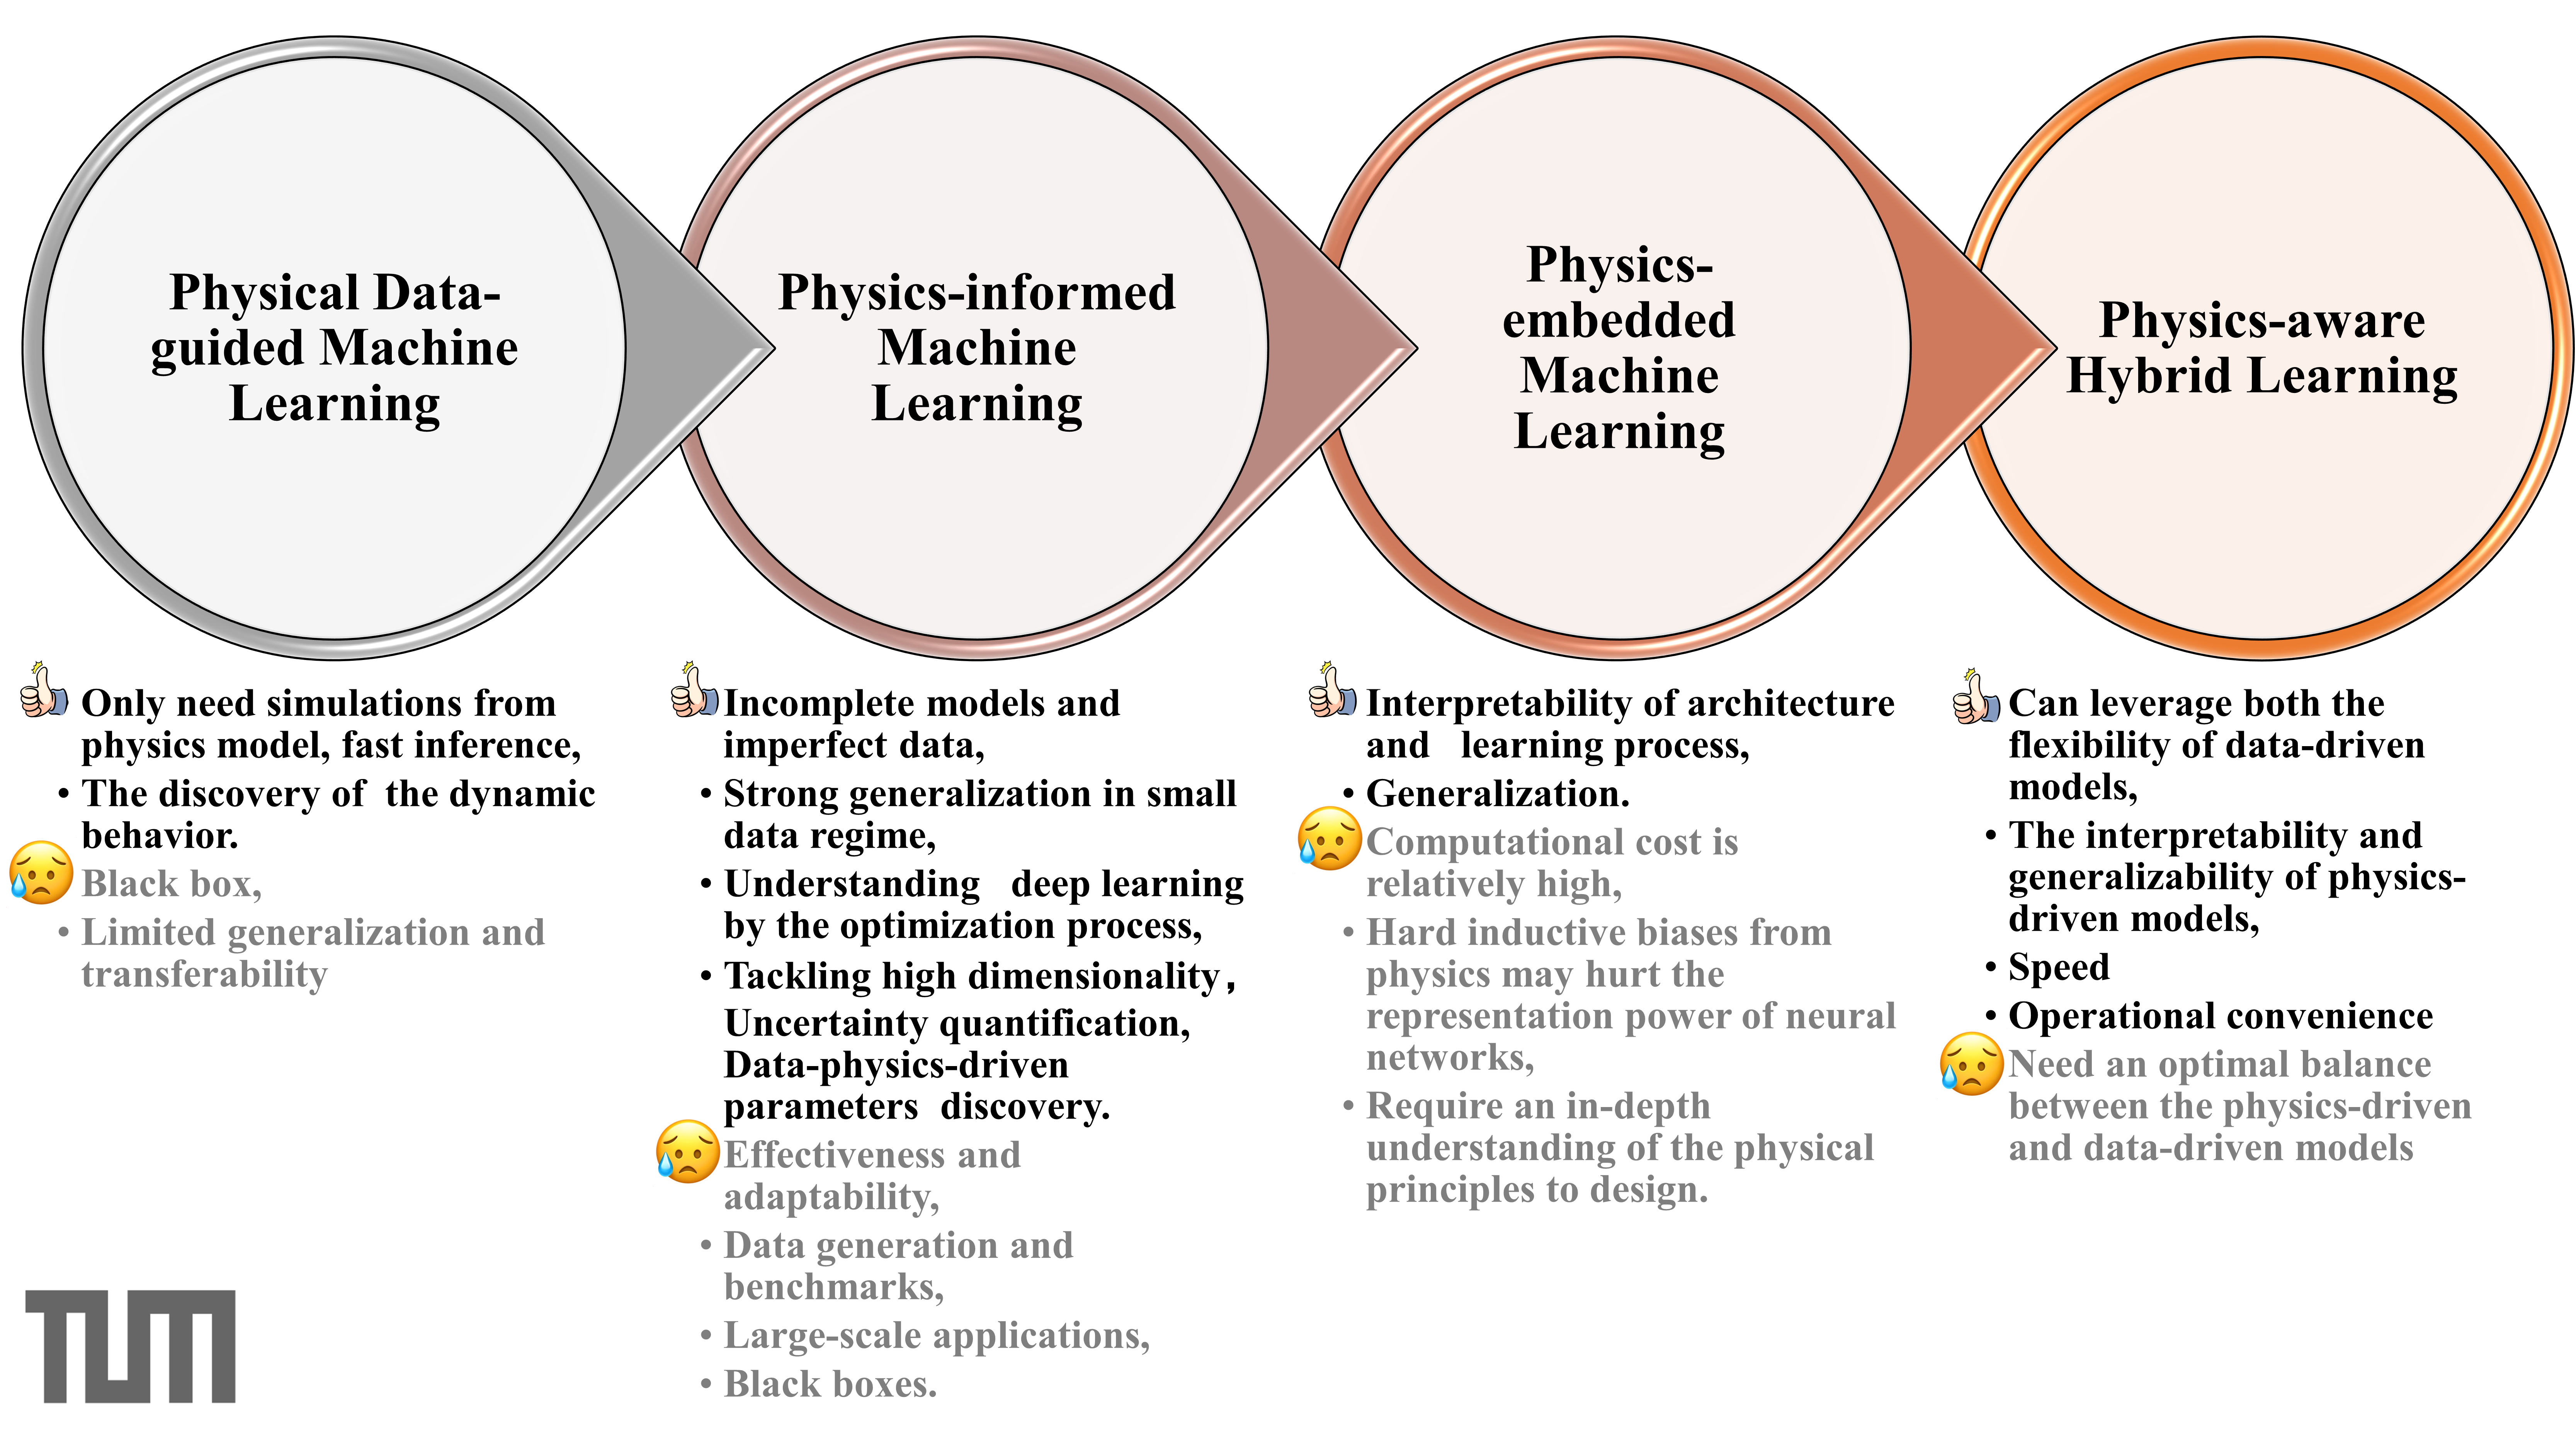 Physical Data-
guided Machine
Learning
Physics-informed
Machine
Learning
Physics-
embedded
Machine
Learning
Physics-aware
Hybrid Learning
Only need simulations from
physics model, fast inference,
• The discovery of the dynamic
behavior.
Black box,
• Limited generalization and
transferability
Incomplete models and
imperfect data,
• Strong generalization in small
data regime,
• Understanding deep learning
by the optimization process,
• Tackling high dimensionality，
Uncertainty quantification,
Data-physics-driven
parameters discovery.
Effectiveness and
adaptability,
• Data generation and
benchmarks,
• Large-scale applications,
• Black boxes.
Interpretability of architecture
and learning process,
• Generalization.
Computational cost is
relatively high,
• Hard inductive biases from
physics may hurt the
representation power of neural
networks,
• Require an in-depth
understanding of the physical
principles to design.
Can leverage both the
flexibility of data-driven
models,
• The interpretability and
generalizability of physics-
driven models,
• Speed
• Operational convenience
Need an optimal balance
between the physics-driven
and data-driven models
TUM